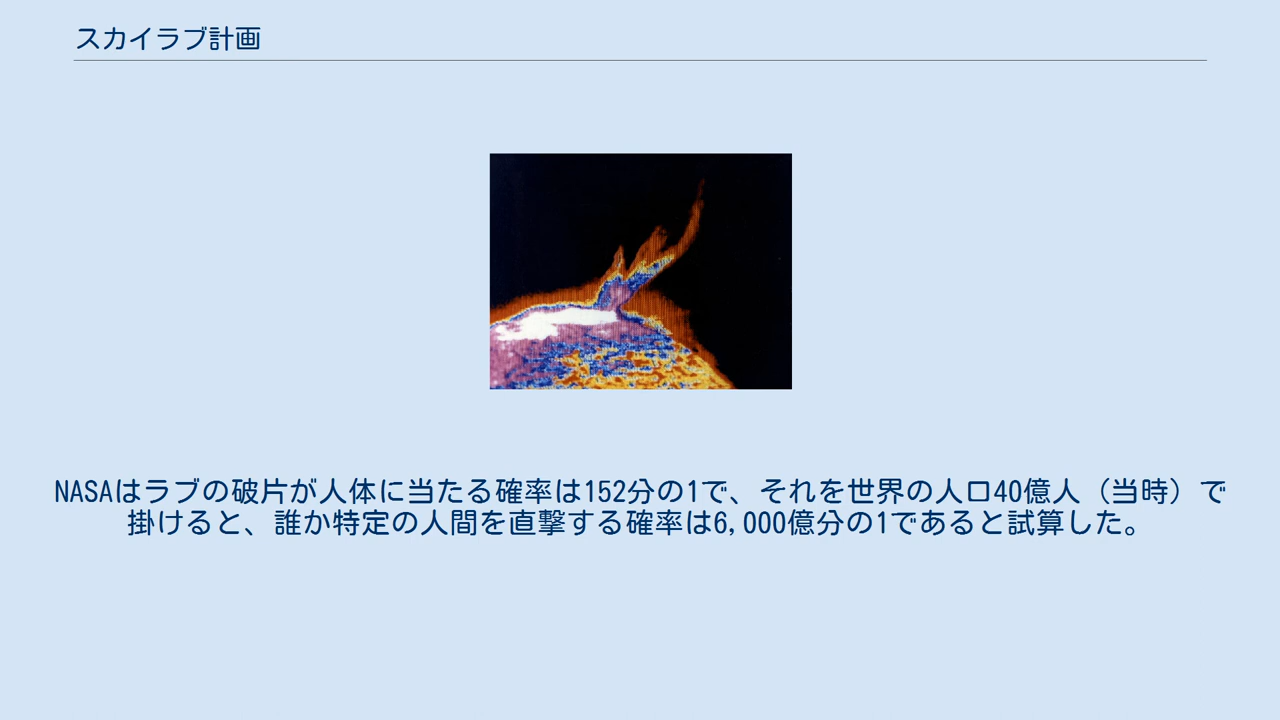 スカイラブ計画
NASAはラブの破片が人体に当たる確率は152分の1で、それを世界の人口40億人（当時）で
掛けると、誰か特定の人間を直撃する確率は6,000億分の1であると試算した。